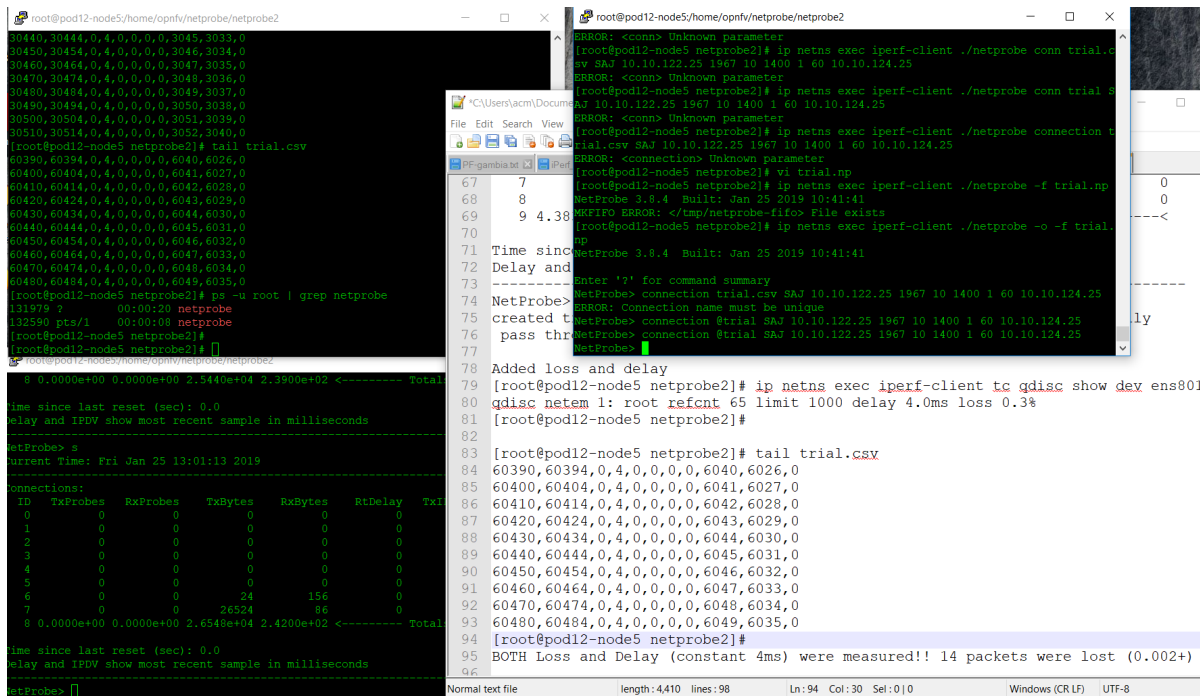 root@pod12-node5:/home/opnfv/netprobe/netprobe2
30440,30444,0,4,0,0,0,0,3045,3033,0
30450,30454,0,4,0,0,0,0,3046,3034,0
30460,30464,0,4,0,0,0,0,3047,3035,0
30470,30474,0,4,0,0,0,0,3048,3036,0
30480,30484,0,4,0,0,0,0,3049,3037,0
30490,30494,0,4,0,0,0,0,3050,3038,0
30500,30504,0,4,0,0,0,0,3051,3039,0
30510,30514,0,4,0,0,0,0,3052,3040,0
[root@pod12-node5 netprobe2]# tail trial.csv
60390,60394,0,4,0,0,0,0,6040,6026,0
60400,60404,0,4,0,0,0,0,6041,6027,0
60410,60414,0,4,0,0,0,0,6042,6028,0
60420,60424,0,4,0,0,0,0,6043,6029,0
60430,60434,0,4,0,0,0,0,6044,6030,0
60440,60444,0,4,0,0,0,0,6045,6031,0
60450,60454,0,4,0,0,0,0,6046,6032,0
60460,60464,0,4,0,0,0,0,6047,6033,0
60470,60474,0,4,0,0,0,0,6048,6034,0
60480,60484,0,4,0,0,0,0,6049,6035,0
[root@pod12-node5 netprobe2]# ps -u root | grep netprobe
131979 ? 00:00:20 netprobe
132590 pts/1 00:00:08 netprobe
[root@pod12-node5 netprobe2]#
[root@pod12-node5 netprobe2]#
root@pod12-node5:/home/opnfv/netprobe/netprobe2
8 0.0000e+00 0.0000e+00 2.5440e+04 2.3900e+02 <--------- Total
Time since last reset (sec): 0.0
Delay and IPDV show most recent sample in milliseconds
NetProbe> s
Current Time: Fri Jan 25 13:01:13 2019
Connections:
ID TxProbes RxProbes TxBytes RxBytes RtDelay
0 0 0 0 0 0
1 0 0 0 0 0
2 0 0 0 0 0
3 0 0 0 0 0
4 0 0 0 0 0
5 0 0 0 0 0
6 0 0 24 156 0
7 0 0 26524 86 0
8 0.0000e+00 0.0000e+00 2.6548e+04 2.4200e+02 <--------- Total
Time since last reset (sec): 0.0
Delay and IPDV show most recent sample in milliseconds
NetProbe>
root@pod12-node5:/home/opnfv/netprobe/netprobe2
ERROR: <conn> Unknown parameter
[root@pod12-node5 netprobe2]# ip netns exec iperf-client ./netprobe conn trial.c
sv SAJ 10.10.122.25 1967 10 1400 1 60 10.10.124.25
ERROR: <conn> Unknown parameter
[root@pod12-node5 netprobe2]# ip netns exec iperf-client ./netprobe conn trial S
AJ 10.10.122.25 1967 10 1400 1 60 10.10.124.25
ERROR: <conn> Unknown parameter
[root@pod12-node5 netprobe2]# ip netns exec iperf-client ./netprobe connection t
rial.csv SAJ 10.10.122.25 1967 10 1400 1 60 10.10.124.25
ERROR: <connection> Unknown parameter
[root@pod12-node5 netprobe2]# vi trial.np
[root@pod12-node5 netprobe2]# ip netns exec iperf-client ./netprobe -f trial.np
NetProbe 3.8.4 Built: Jan 25 2019 10:41:41
MKFIFO ERROR: </tmp/netprobe-fifo> File exists
[root@pod12-node5 netprobe2]# ip netns exec iperf-client ./netprobe -o -f trial.
np
NetProbe 3.8.4 Built: Jan 25 2019 10:41:41
Enter '?' for command summary
NetProbe> connection trial.csv SAJ 10.10.122.25 1967 10 1400 1 60 10.10.124.25
ERROR: Connection name must be unique
NetProbe> connection @trial SAJ 10.10.122.25 1967 10 1400 1 60 10.10.124.25
NetProbe> connection @trial SAJ 10.10.122.25 1967 10 1400 1 60 10.10.124.25
NetProbe>
*C:\Users\acm\Docume
File Edit Search View
PF-gambia.txt iPerf
67 7 0
68 8 0
69 9 4.38 ---<
70
71 Time sinc
72 Delay and
73 ----------
74 NetProbe>
75 created t ly
76 pass thr
77
78 Added loss and delay
79 [root@pod12-node5 netprobe2]# ip netns exec iperf-client tc qdisc show dev ens801
80 qdisc netem 1: root refcnt 65 limit 1000 delay 4.0ms loss 0.3%
81 [root@pod12-node5 netprobe2]#
82
83 [root@pod12-node5 netprobe2]# tail trial.csv
84 60390,60394,0,4,0,0,0,0,6040,6026,0
85 60400,60404,0,4,0,0,0,0,6041,6027,0
86 60410,60414,0,4,0,0,0,0,6042,6028,0
87 60420,60424,0,4,0,0,0,0,6043,6029,0
88 60430,60434,0,4,0,0,0,0,6044,6030,0
89 60440,60444,0,4,0,0,0,0,6045,6031,0
90 60450,60454,0,4,0,0,0,0,6046,6032,0
91 60460,60464,0,4,0,0,0,0,6047,6033,0
92 60470,60474,0,4,0,0,0,0,6048,6034,0
93 60480,60484,0,4,0,0,0,0,6049,6035,0
94 [root@pod12-node5 netprobe2]#
95 BOTH Loss and Delay (constant 4ms) were measured!! 14 packets were lost (0.002+)
96
Normal text file length : 4,410 lines : 98 Ln : 94 Col : 30 Sel : 0 | 0 Windows (CR LF) UTF-8